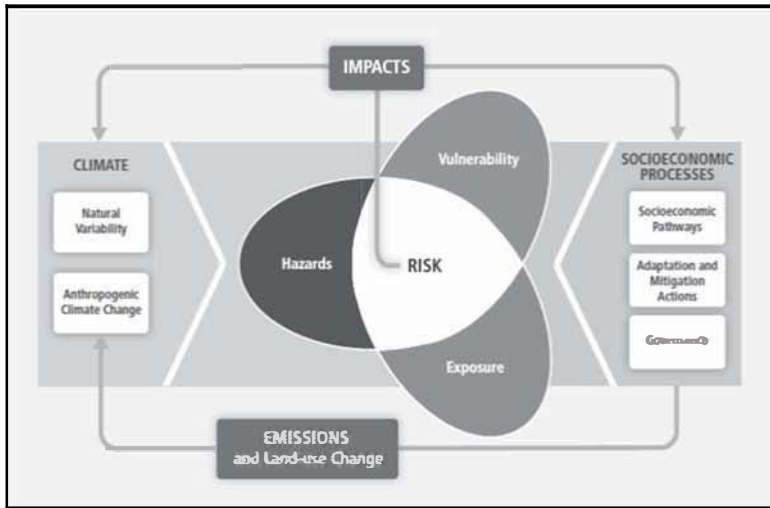 IMPACTS
CLIMATE
Natural
Variability
Anthropogenic
Climate Change
Vulnerability
Hazards
RISK
Exposure
SOCIOECONOMIC
PROCESSES
Socioeconomic
Pathways
Adaptation and
Mitigation
Actions
Governance
EMISSIONS
and Land-use Change